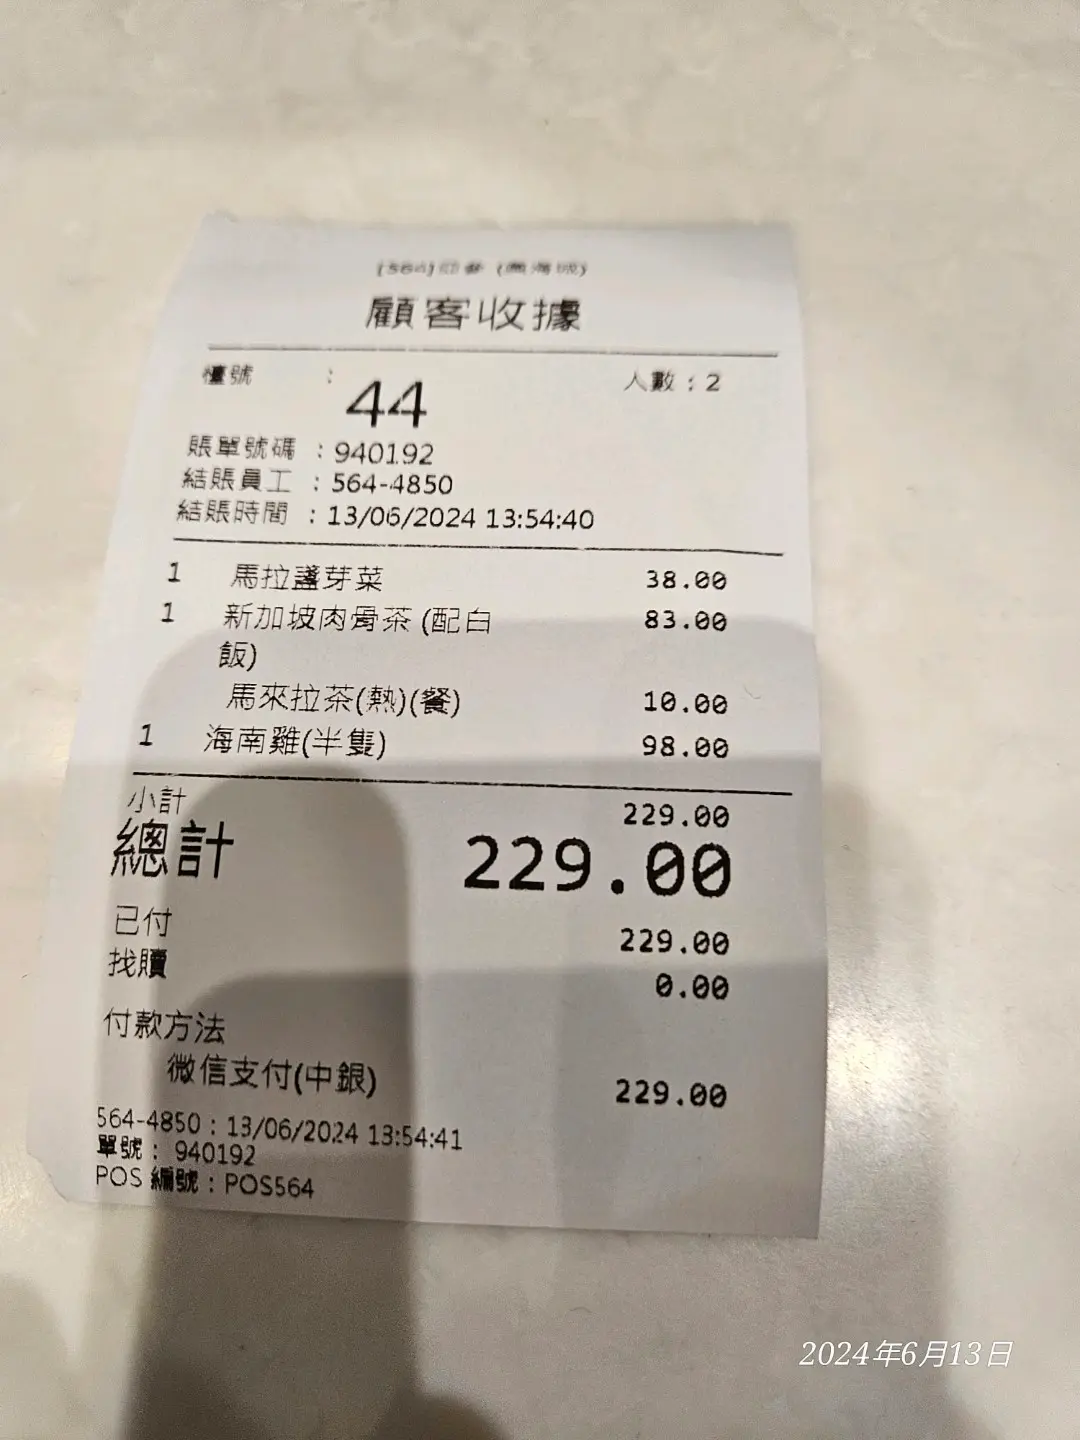 [564]亞參 (奧海城)
顧客收據
檯號 : 44 人數 : 2
賬單號碼 : 940192
結賬員工 : 564-4850
結賬時間 : 13/06/2024 13:54:40
1 馬拉盞芽菜 38.00
1 新加坡肉骨茶 (配白 83.00
飯)
馬來拉茶(熱)(餐) 10.00
1 海南雞(半隻) 98.00
小計 229.00
總計 229.00
已付 229.00
找贖 0.00
付款方法
微信支付(中銀) 229.00
564-4850 : 13/06/2024 13:54:41
單號 : 940192
POS 編號 : POS564
2024年6月13日